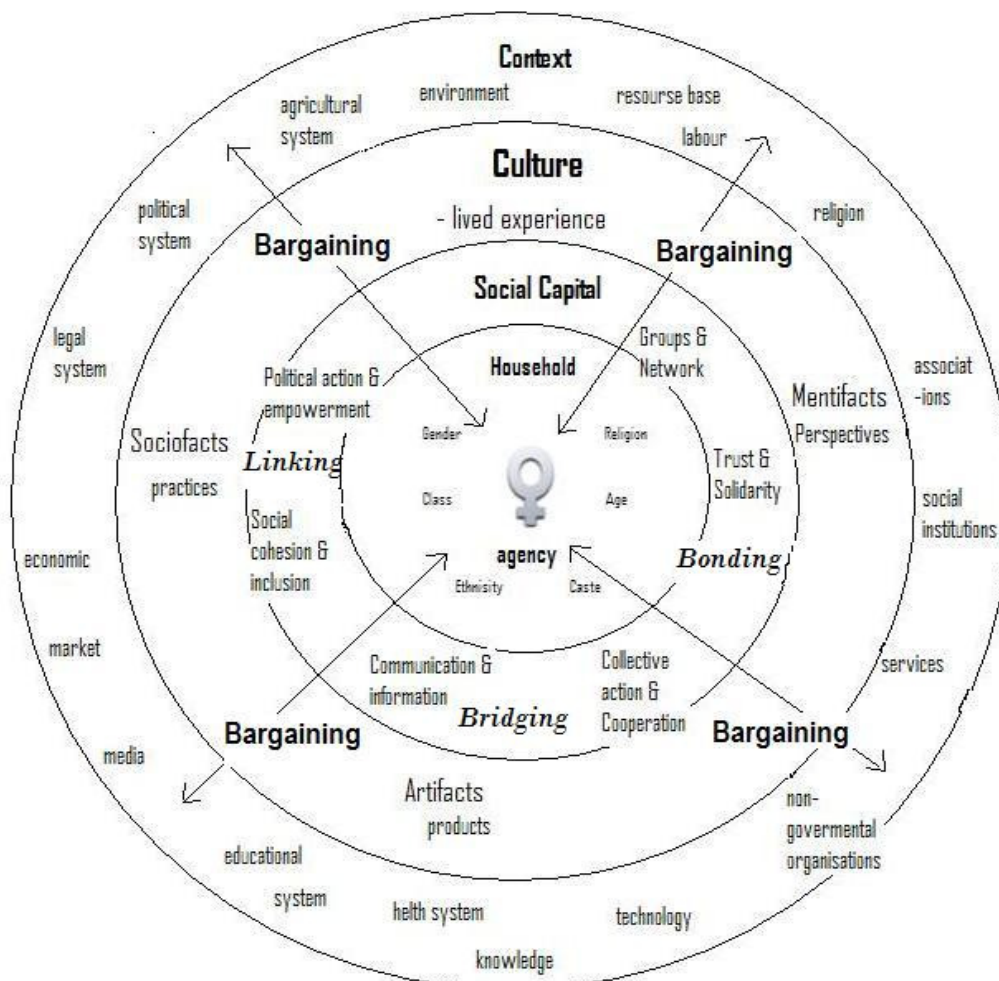 Context
environment
resourse base
agricultural
system
labour
political
system
religion
Culture
- lived experience
Bargaining
Bargaining
Social Capital
legal
system
associat
-ions
Groups &
Network
Household
Political action &
empowerment
Mentifacts
Perspectives
Gender
Religion
Sociofacts
practices
Linking
Trust &
Solidarity
Class
Age
social
institutions
Social
cohesion &
inclusion
agency
Bonding
economic
Ethnisity
Caste
market
services
Communication &
information
Collective
action &
Cooperation
Bridging
Bargaining
Bargaining
media
Artifacts
products
non-
govermental
organisations
educational
system
helth system
technology
knowledge